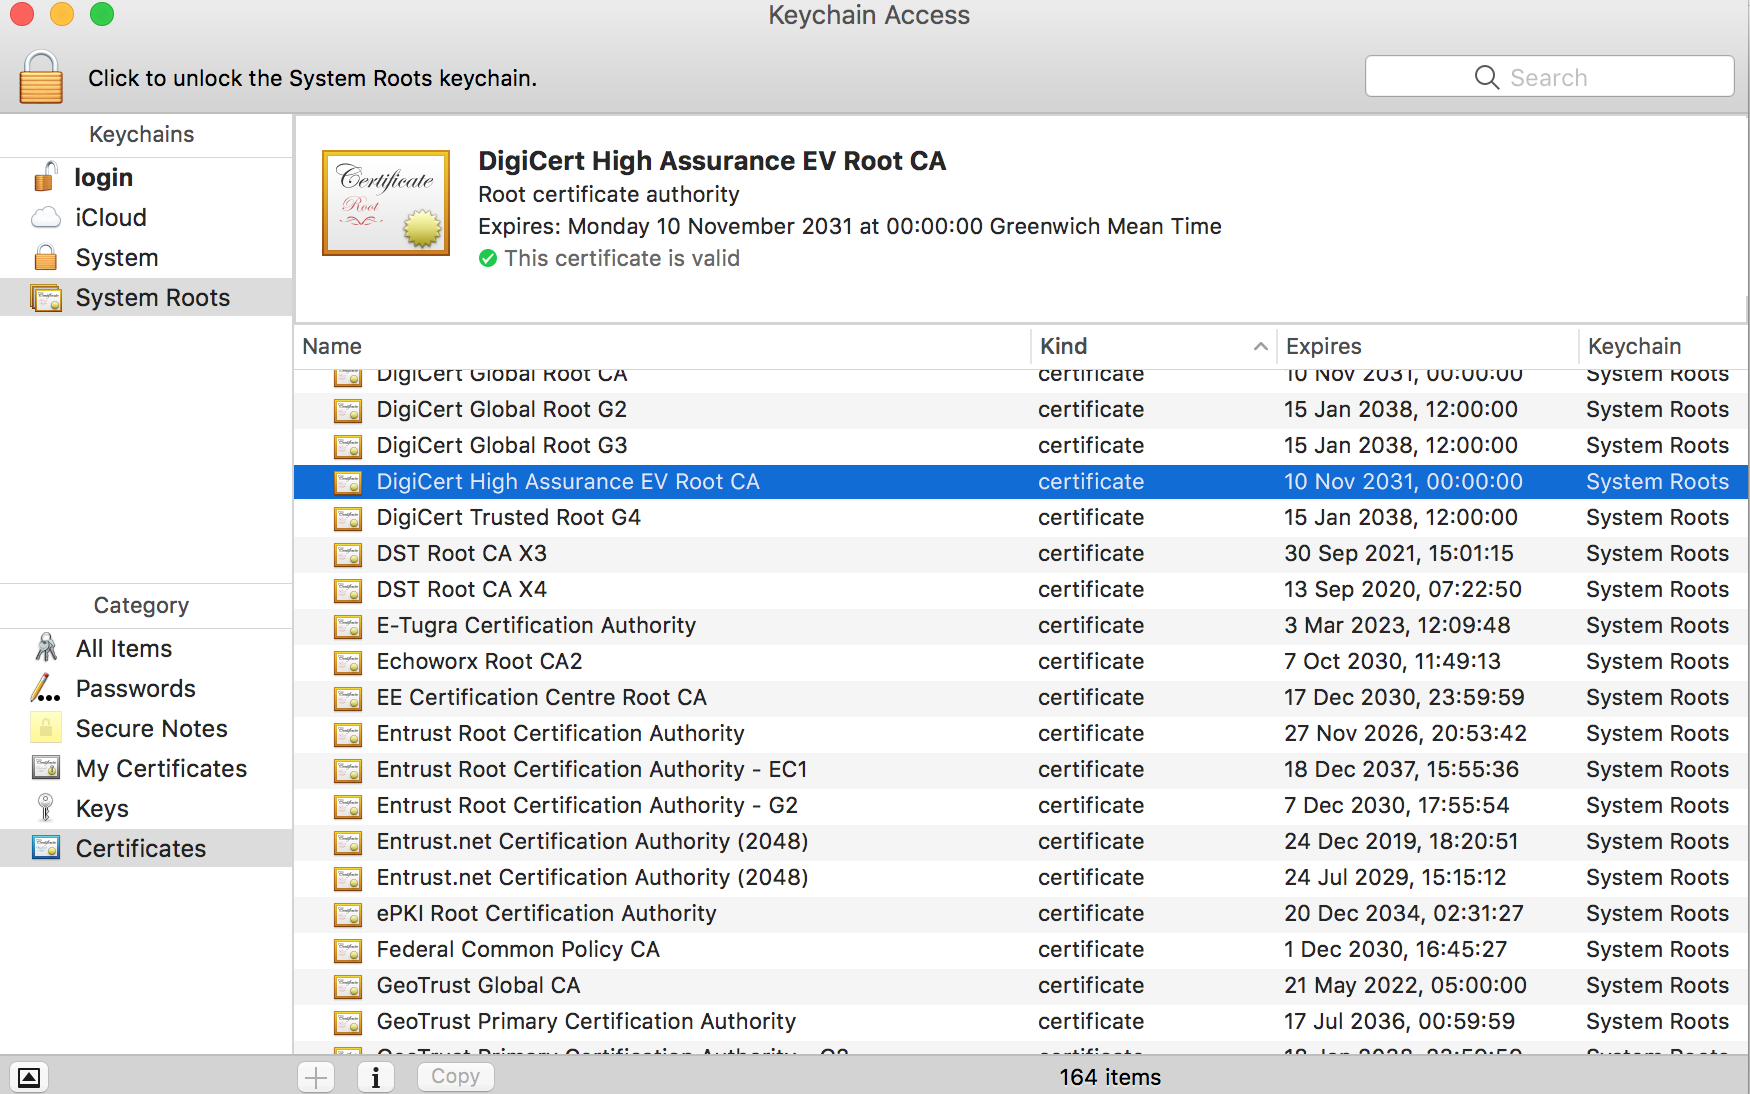 Keychain Access
Click to unlock the System Roots keychain.
Search
Keychains
login
iCloud
System
System Roots
Category
All Items
Passwords
Secure Notes
My Certificates
Keys
Certificates
Certificate
Root
DigiCert High Assurance EV Root CA
Root certificate authority
Expires: Monday 10 November 2031 at 00:00:00 Greenwich Mean Time
This certificate is valid
Name Kind Expires Keychain
DigiCert Global Root CA certificate 10 Nov 2031, 00:00:00 System Roots
DigiCert Global Root G2 certificate 15 Jan 2038, 12:00:00 System Roots
DigiCert Global Root G3 certificate 15 Jan 2038, 12:00:00 System Roots
DigiCert High Assurance EV Root CA certificate 10 Nov 2031, 00:00:00 System Roots
DigiCert Trusted Root G4 certificate 15 Jan 2038, 12:00:00 System Roots
DST Root CA X3 certificate 30 Sep 2021, 15:01:15 System Roots
DST Root CA X4 certificate 13 Sep 2020, 07:22:50 System Roots
E-Tugra Certification Authority certificate 3 Mar 2023, 12:09:48 System Roots
Echoworx Root CA2 certificate 7 Oct 2030, 11:49:13 System Roots
EE Certification Centre Root CA certificate 17 Dec 2030, 23:59:59 System Roots
Entrust Root Certification Authority certificate 27 Nov 2026, 20:53:42 System Roots
Entrust Root Certification Authority - EC1 certificate 18 Dec 2037, 15:55:36 System Roots
Entrust Root Certification Authority - G2 certificate 7 Dec 2030, 17:55:54 System Roots
Entrust.net Certification Authority (2048) certificate 24 Dec 2019, 18:20:51 System Roots
Entrust.net Certification Authority (2048) certificate 24 Jul 2029, 15:15:12 System Roots
ePKI Root Certification Authority certificate 20 Dec 2034, 02:31:27 System Roots
Federal Common Policy CA certificate 1 Dec 2030, 16:45:27 System Roots
GeoTrust Global CA certificate 21 May 2022, 05:00:00 System Roots
GeoTrust Primary Certification Authority certificate 17 Jul 2036, 00:59:59 System Roots
GeoTrust Primary Certification Authority certificate System Roots
Copy
164 items